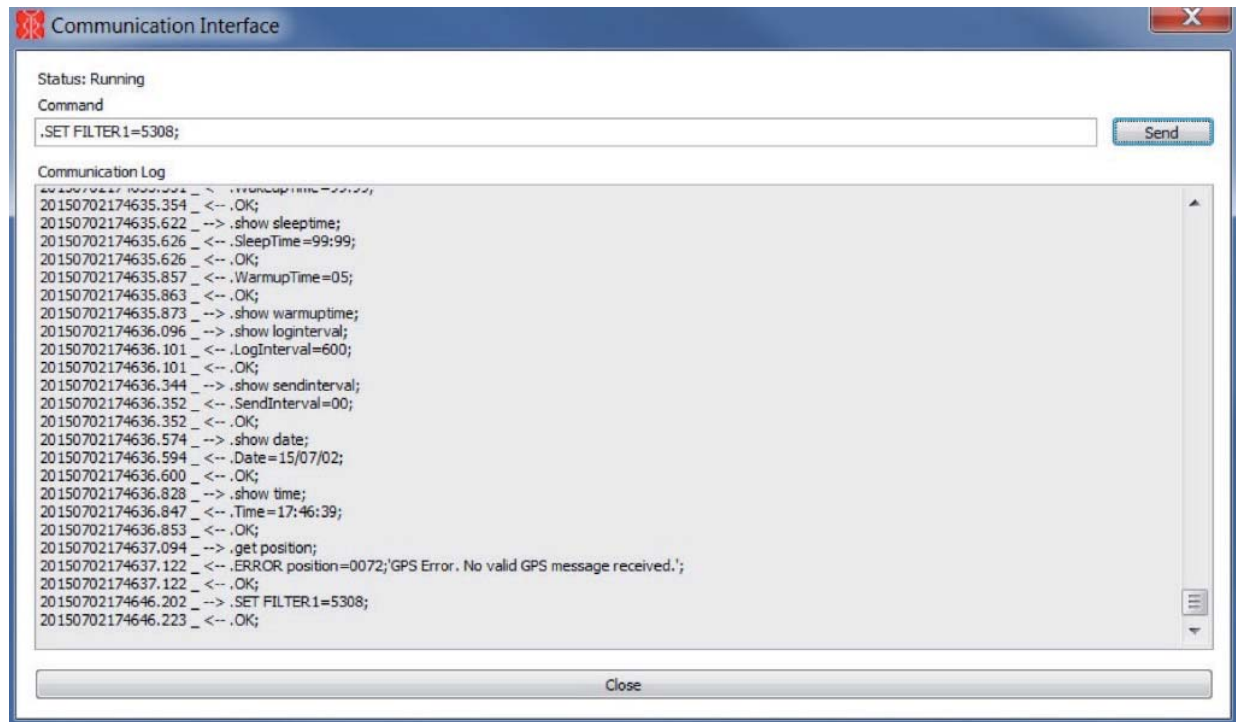 Communication Interface
X
Status: Running
Command
.SET FILTER1=5308;
Send
Communication Log
20150702174635.354 _ <-- .OK;
20150702174635.622 _ --> .show sleeptime;
20150702174635.626 _ <-- .SleepTime=99:99;
20150702174635.626 _ <-- .OK;
20150702174635.857 _ <-- .WarmupTime=05;
20150702174635.863 _ <-- .OK;
20150702174635.873 _ --> .show warmuptime;
20150702174636.096 _ --> .show loginterval;
20150702174636.101 _ <-- .LogInterval=600;
20150702174636.101 _ <-- .OK;
20150702174636.344 _ --> .show sendinterval;
20150702174636.352 _ <-- .SendInterval=00;
20150702174636.352 _ <-- .OK;
20150702174636.574 _ --> .show date;
20150702174636.594 _ <-- .Date=15/07/02;
20150702174636.600 _ <-- .OK;
20150702174636.828 _ --> .show time;
20150702174636.847 _ <-- .Time=17:46:39;
20150702174636.853 _ <-- .OK;
20150702174637.094 _ --> .get position;
20150702174637.122 _ <-- .ERROR position=0072;'GPS Error. No valid GPS message received.';
20150702174637.122 _ <-- .OK;
20150702174646.202 _ --> .SET FILTER1=5308;
20150702174646.223 _ <-- .OK;
Close